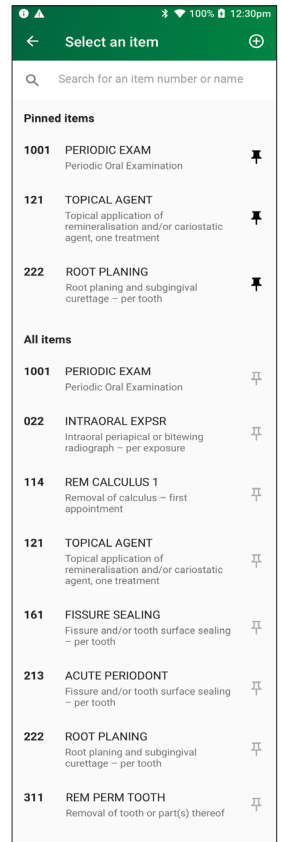 100% 12:30pm
Select an item
Search for an item number or name
Pinned items
1001 PERIODIC EXAM
Periodic Oral Examination
121 TOPICAL AGENT
Topical application of
remineralisation and/or cariostatic
agent, one treatment
222 ROOT PLANING
Root planing and subgingival
curettage – per tooth
All items
1001 PERIODIC EXAM
Periodic Oral Examination
022 INTRAORAL EXPSR
Intraoral periapical or bitewing
radiograph – per exposure
114 REM CALCULUS 1
Removal of calculus – first
appointment
121 TOPICAL AGENT
Topical application of
remineralisation and/or cariostatic
agent, one treatment
161 FISSURE SEALING
Fissure and/or tooth surface sealing
– per tooth
213 ACUTE PERIODONT
Fissure and/or tooth surface sealing
– per tooth
222 ROOT PLANING
Root planing and subgingival
curettage – per tooth
311 REM PERM TOOTH
Removal of tooth or part(s) thereof